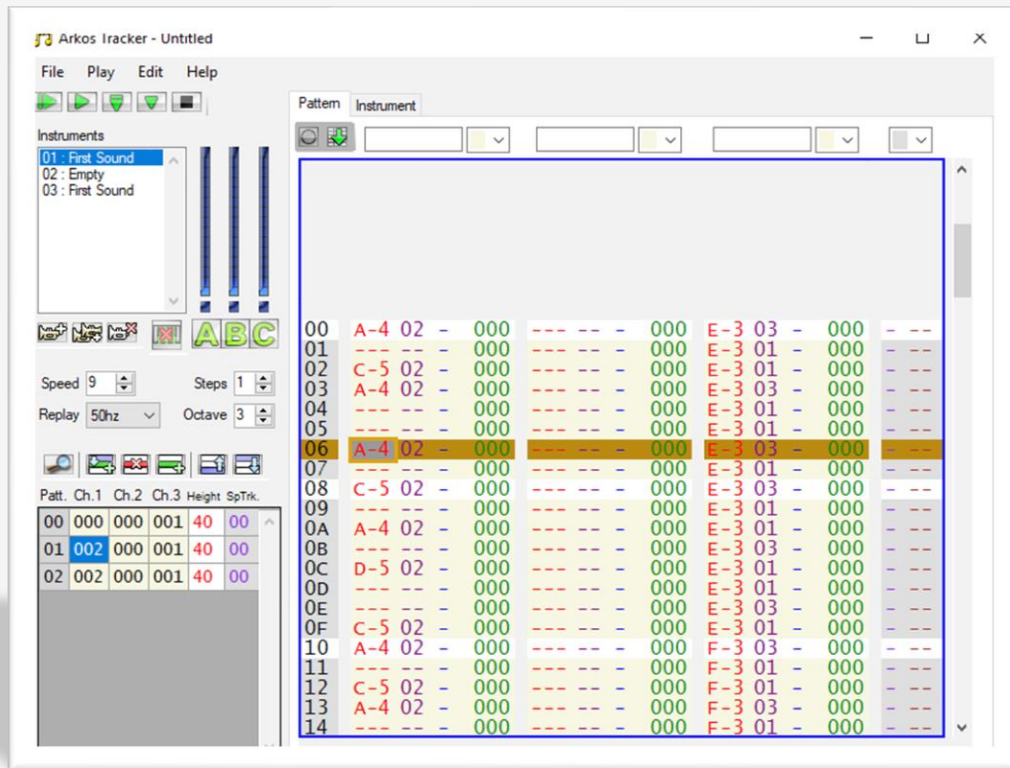 Arkos Tracker - Untitled
File Play Edit Help
Pattern Instrument
Instruments
01 : First Sound
02 : Empty
03 : First Sound
A B C
Speed 9 Steps 1
Replay 50hz Octave 3
Patt. Ch.1 Ch.2 Ch.3 Height SpTrk.
00 000 000 001 40 00
01 002 000 001 40 00
02 002 000 001 40 00
00 A-4 02 - 000 --- -- - 000 E-3 03 - 000 - --
01 --- -- - 000 --- -- - 000 E-3 01 - 000 - --
02 C-5 02 - 000 --- -- - 000 E-3 01 - 000 - --
03 A-4 02 - 000 --- -- - 000 E-3 03 - 000 - --
04 --- -- - 000 --- -- - 000 E-3 01 - 000 - --
05 --- -- - 000 --- -- - 000 E-3 01 - 000 - --
06 A-4 02 - 000 --- -- - 000 E-3 03 - 000 - --
07 --- -- - 000 --- -- - 000 E-3 01 - 000 - --
08 C-5 02 - 000 --- -- - 000 E-3 03 - 000 - --
09 --- -- - 000 --- -- - 000 E-3 01 - 000 - --
0A A-4 02 - 000 --- -- - 000 E-3 01 - 000 - --
0B --- -- - 000 --- -- - 000 E-3 03 - 000 - --
0C D-5 02 - 000 --- -- - 000 E-3 01 - 000 - --
0D --- -- - 000 --- -- - 000 E-3 01 - 000 - --
0E --- -- - 000 --- -- - 000 E-3 03 - 000 - --
0F C-5 02 - 000 --- -- - 000 E-3 01 - 000 - --
10 A-4 02 - 000 --- -- - 000 F-3 03 - 000 - --
11 --- -- - 000 --- -- - 000 F-3 01 - 000 - --
12 C-5 02 - 000 --- -- - 000 F-3 01 - 000 - --
13 A-4 02 - 000 --- -- - 000 F-3 03 - 000 - --
14 --- -- - 000 --- -- - 000 F-3 01 - 000 - --